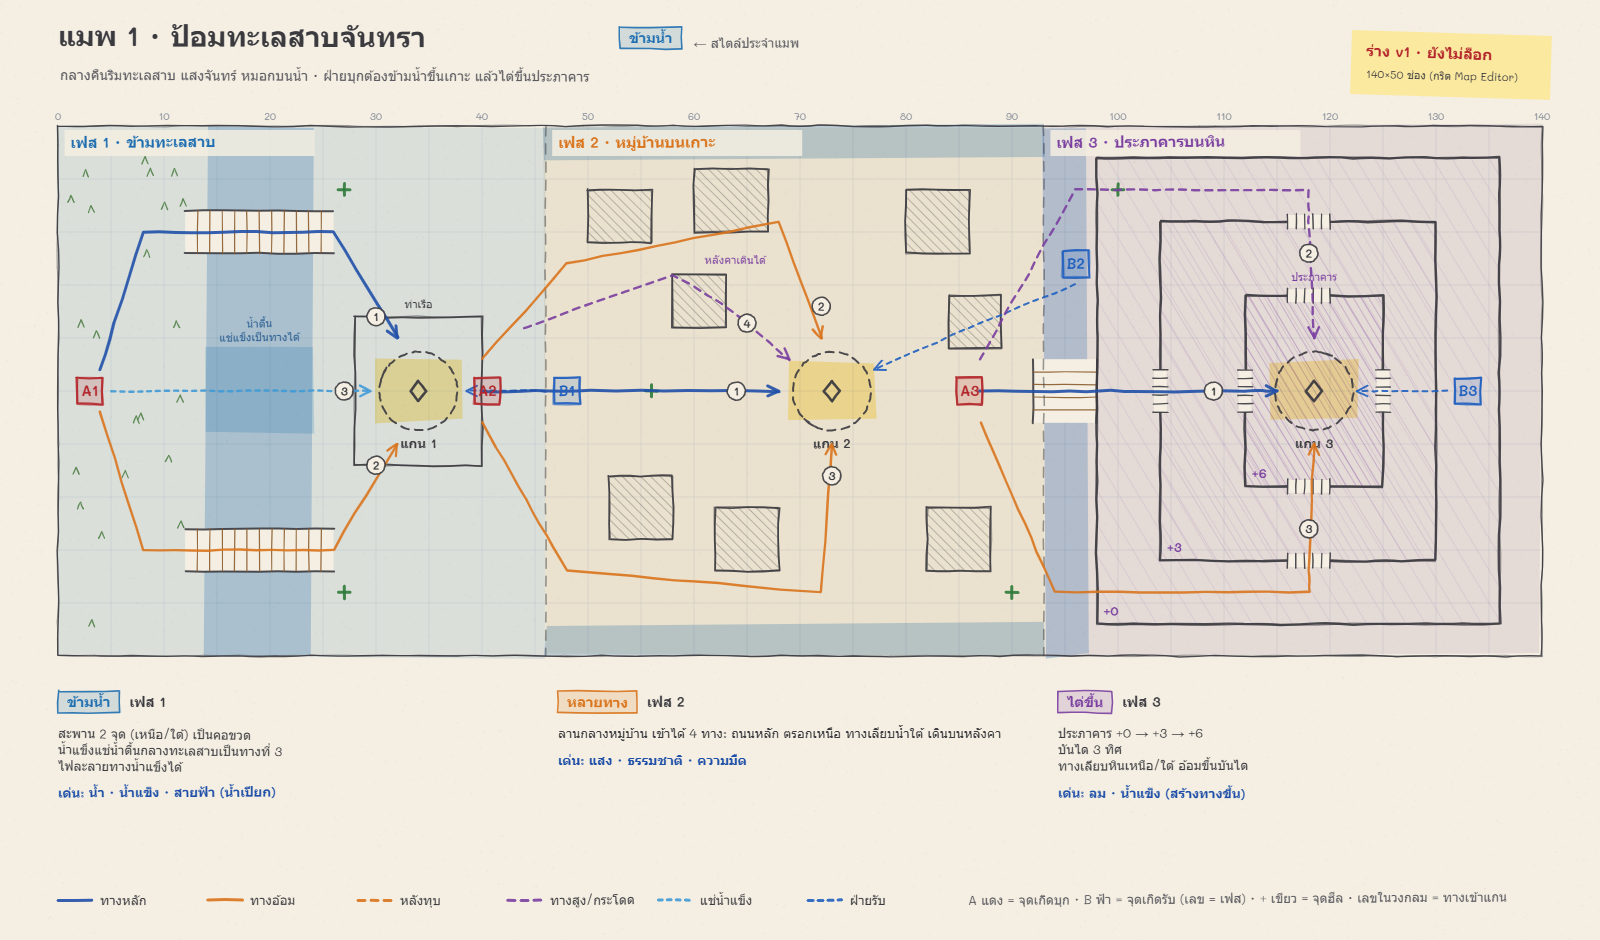 แมพ 1 · ป้อมทะเลสาบจันทรา
ข้ามน้ำ
← สไตล์ประจำแมพ
กลางคืนริมทะเลสาบ แสงจันทร์ หมอกบนน้ำ · ฝ่ายบุกต้องข้ามน้ำขึ้นเกาะ แล้วไต่ขึ้นประภาคาร
ร่าง v1 · ยังไม่ล็อก
140×50 ช่อง (กริด Map Editor)
0 10 20 30 40 50 60 70 80 90 100 110 120 130 140
เฟส 1 · ข้ามทะเลสาบ
เฟส 2 · หมู่บ้านบนเกาะ
เฟส 3 · ประภาคารบนหิน
หลังคาเดินได้
B2
2
ประภาคาร
ท่าเรือ
1
2
4
น้ำตื้น
แช่แข็งเป็นทางได้
A1
3
A2
B1
1
A3
1
B3
แกน 1
แกน 2
แกน 3
2
3
+6
3
+3
+0
ข้ามน้ำ เฟส 1
สะพาน 2 จุด (เหนือ/ใต้) เป็นคอขวด
น้ำแข็งแช่น้ำตื้นกลางทะเลสาบเป็นทางที่ 3
ไฟละลายทางน้ำแข็งได้
เด่น: น้ำ · น้ำแข็ง · สายฟ้า (น้ำเปียก)
หลายทาง เฟส 2
ลานกลางหมู่บ้าน เข้าได้ 4 ทาง: ถนนหลัก ตรอกเหนือ ทางเลียบน้ำใต้ เดินบนหลังคา
เด่น: แสง · ธรรมชาติ · ความมืด
ไต่ขึ้น เฟส 3
ประภาคาร +0 → +3 → +6
บันได 3 ทิศ
ทางเลียบหินเหนือ/ใต้ อ้อมขึ้นบันได
เด่น: ลม · น้ำแข็ง (สร้างทางขึ้น)
ทางหลัก
ทางอ้อม
หลังทุบ
ทางสูง/กระโดด
แช่น้ำแข็ง
ฝ่ายรับ
A แดง = จุดเกิดบุก · B ฟ้า = จุดเกิดรับ (เลข = เฟส) · + เขียว = จุดฮีล · เลขในวงกลม = ทางเข้าแกน